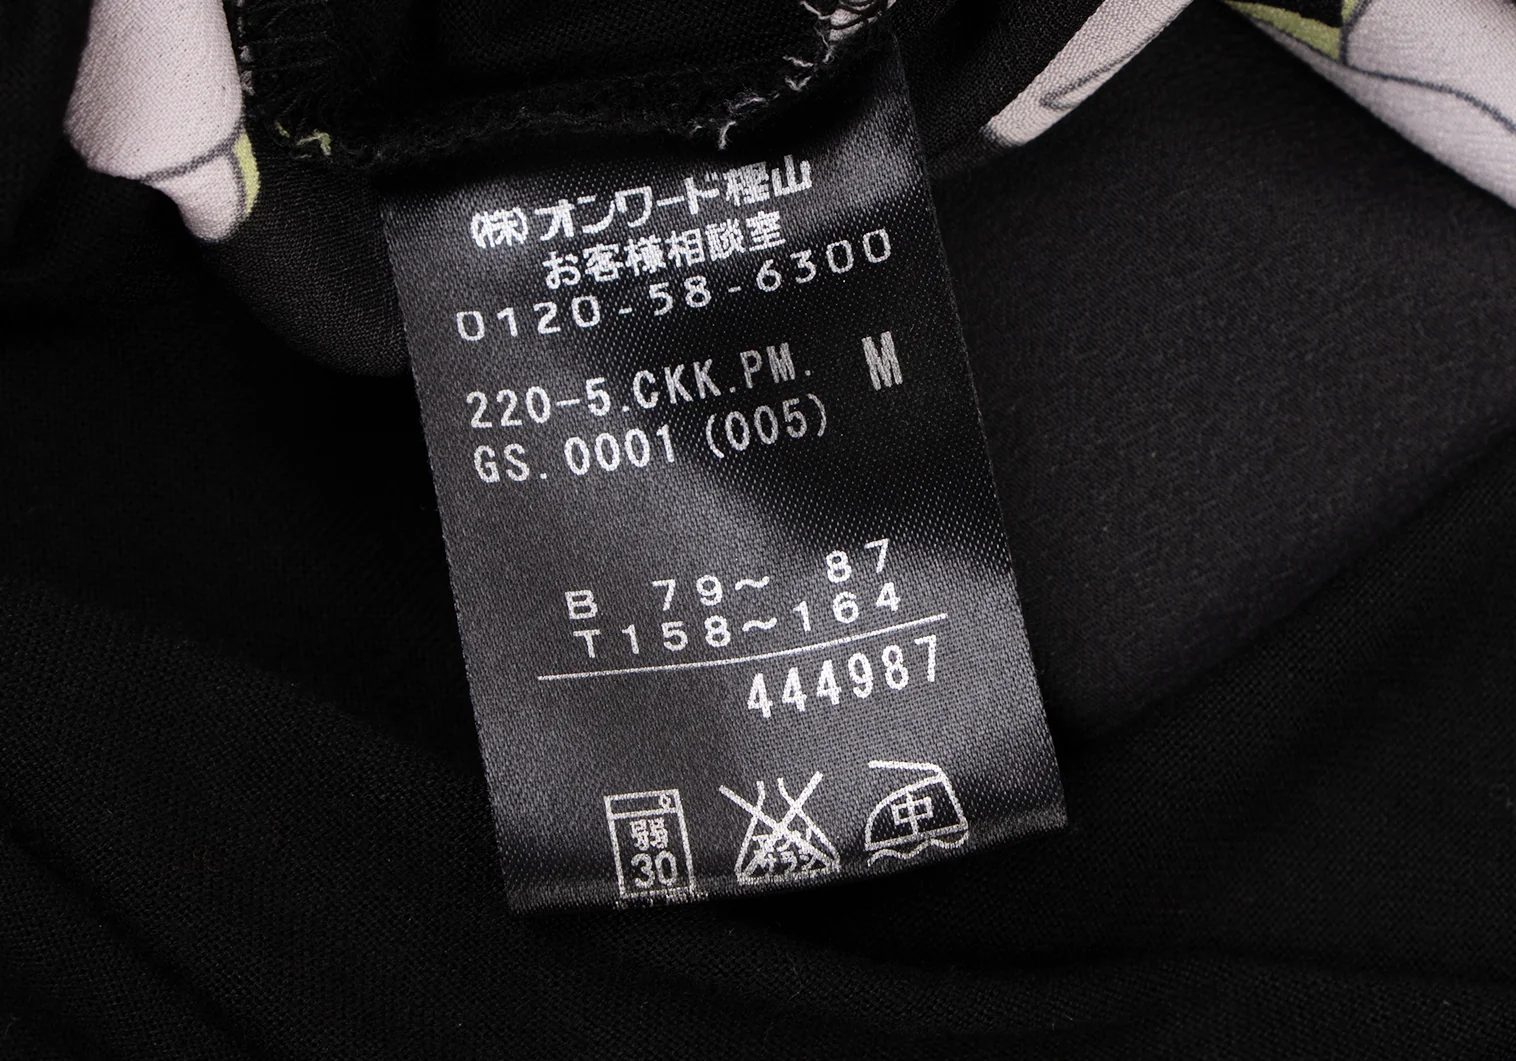 (株)オンワード樫山
お客様相談室
0120-58-6300
220-5.CKK.PM. M
GS.0001 (005)
B 79~ 87
T158~164
444987
弱 中
30